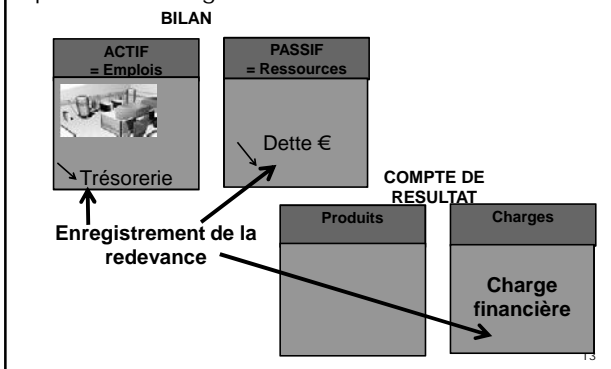 BILAN
ACTIF
= Emplois
PASSIF
= Ressources
Dette €
Trésorerie
COMPTE DE
RESULTAT
Enregistrement de la
redevance
Produits
Charges
Charge
financière
13